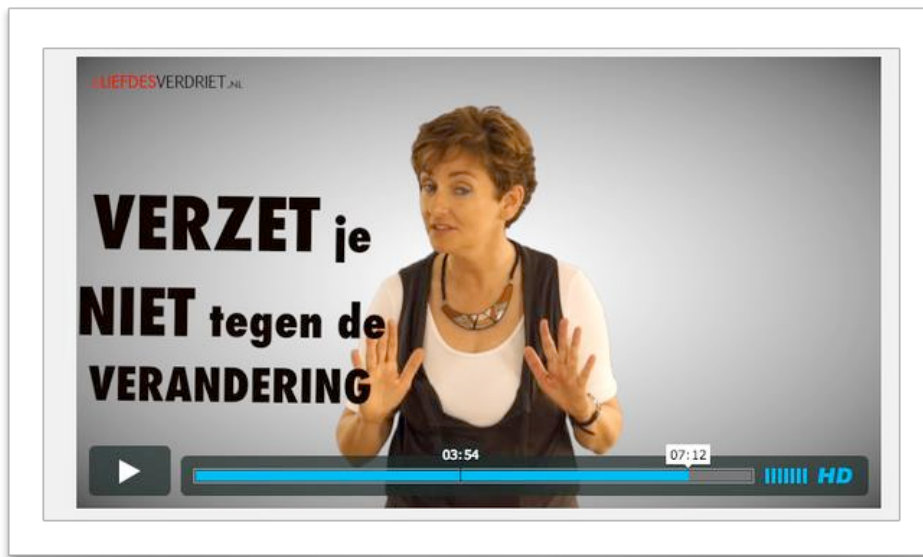 LIEFDESVERDRIET.NL
VERZET je
NIET tegen de
VERANDERING
03:54
07:12
HD